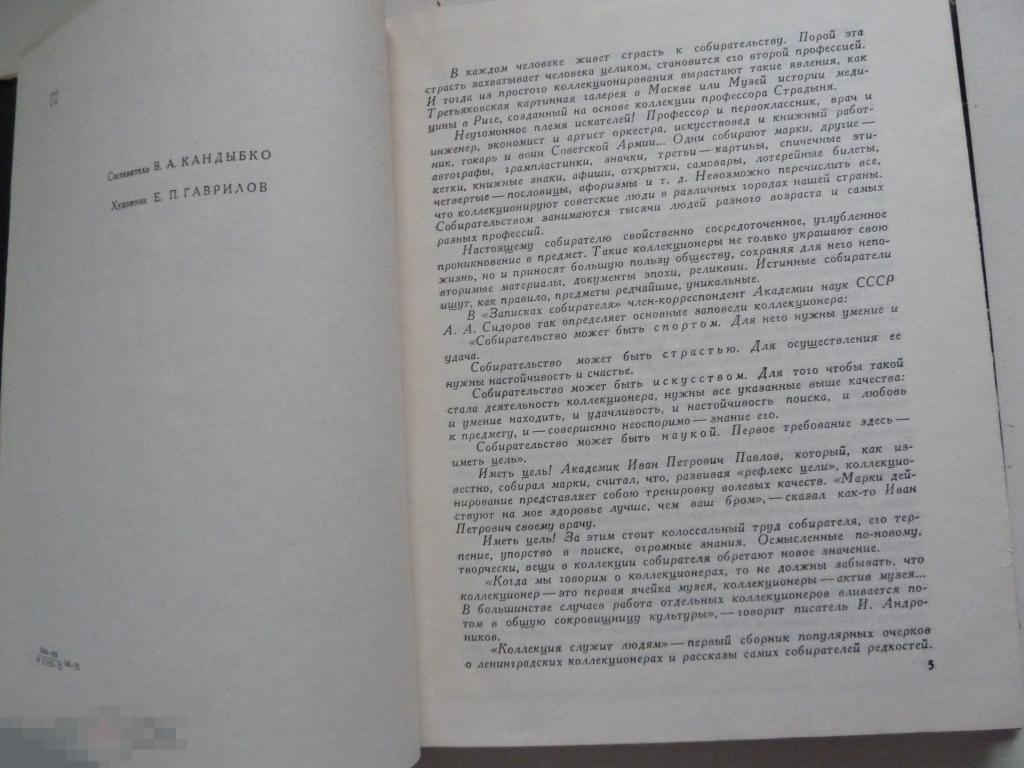 Составитель В. А. КАНДЫБКО
Художник Е. П. ГАВРИЛОВ
В каждом человеке живет страсть к собирательству. Порой эта
страсть захватывает человека целиком, становится его второй профессией.
И тогда из простого коллекционирования вырастают такие явления, как
Третьяковская картинная галерея в Москве или Музей истории меди-
цины в Риге, созданный на основе коллекции профессора Страдыня.
Неугомонное племя искателей! Профессор и первоклассник, врач и
инженер, экономист и артист оркестра, искусствовед и книжный работ-
ник, токарь и воин Советской Армии... Одни собирают марки, другие —
автографы, грампластинки, значки, третьи — картины, спичечные эти-
кетки, книжные знаки, афиши, открытки, самовары, лотерейные билеты,
четвертые — пословицы, афоризмы и т. д. Невозможно перечислить все,
что коллекционируют советские люди в различных городах нашей страны.
Собирательством занимаются тысячи людей разного возраста и самых
разных профессий.
Настоящему собирателю свойственно сосредоточенное, углубленное
проникновение в предмет. Такие коллекционеры не только украшают свою
жизнь, но и приносят большую пользу обществу, сохраняя для него непо-
вторимые материалы, документы эпохи, реликвии. Истинные собиратели
ищут, как правило, предметы редчайшие, уникальные.
В «Записках собирателя» член-корреспондент Академии наук СССР
А. А. Сидоров так определяет основные заповеди коллекционера:
«Собирательство может быть спортом. Для него нужны умение и
удача.
Собирательство может быть страстью. Для осуществления ее
нужны настойчивость и счастье.
Собирательство может быть искусством. Для того чтобы такой
стала деятельность коллекционера, нужны все указанные выше качества:
и умение находить, и удачливость, и настойчивость поиска, и любовь
к предмету, и — совершенно неоспоримо — знание его.
Собирательство может быть наукой. Первое требование здесь —
иметь цель».
Иметь цель! Академик Иван Петрович Павлов, который, как из-
вестно, собирал марки, считал, что, развивая «рефлекс цели», коллекцио-
нирование представляет собою тренировку волевых качеств. «Марки дей-
ствуют на мое здоровье лучше, чем ваш бром», — сказал как-то Иван
Петрович своему врачу.
Иметь цель! За этим стоит колоссальный труд собирателя, его тер-
пение, упорство в поиске, огромные знания. Осмысленные по-новому,
творчески, вещи в коллекции собирателя обретают новое значение.
«Когда мы говорим о коллекционерах, то не должны забывать, что
коллекционер — это первая ячейка музея, коллекционеры — актив музея...
В большинстве случаев работа отдельных коллекционеров вливается по-
том в общую сокровищницу культуры», — говорит писатель И. Андро-
ников.
«Коллекция служит людям» — первый сборник популярных очерков
о ленинградских коллекционерах и рассказы самих собирателей редкостей.
5